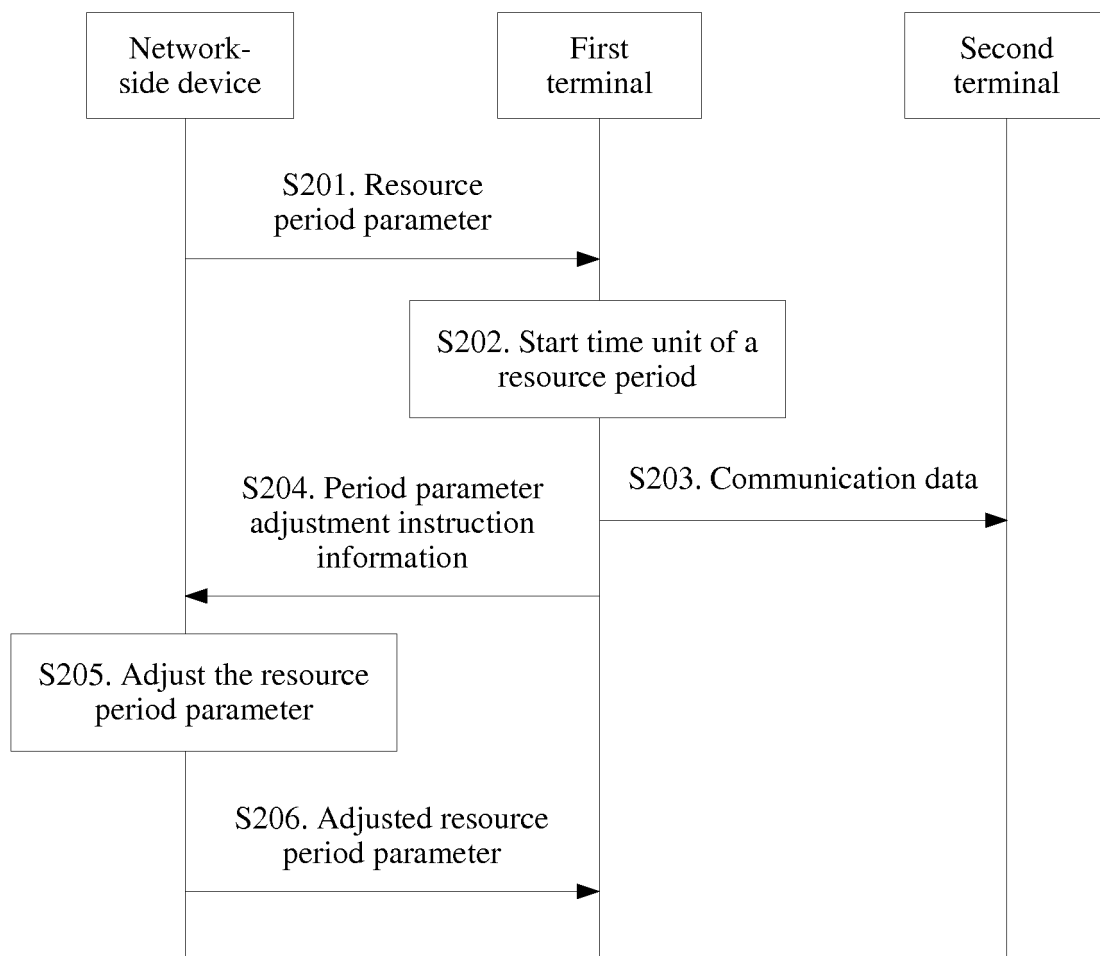 Network-
side device
First
terminal
Second
terminal
S201. Resource
period parameter
S202. Start time unit of a
resource period
S203. Communication data
S204. Period parameter
adjustment instruction
information
S205. Adjust the resource
period parameter
S206. Adjusted resource
period parameter